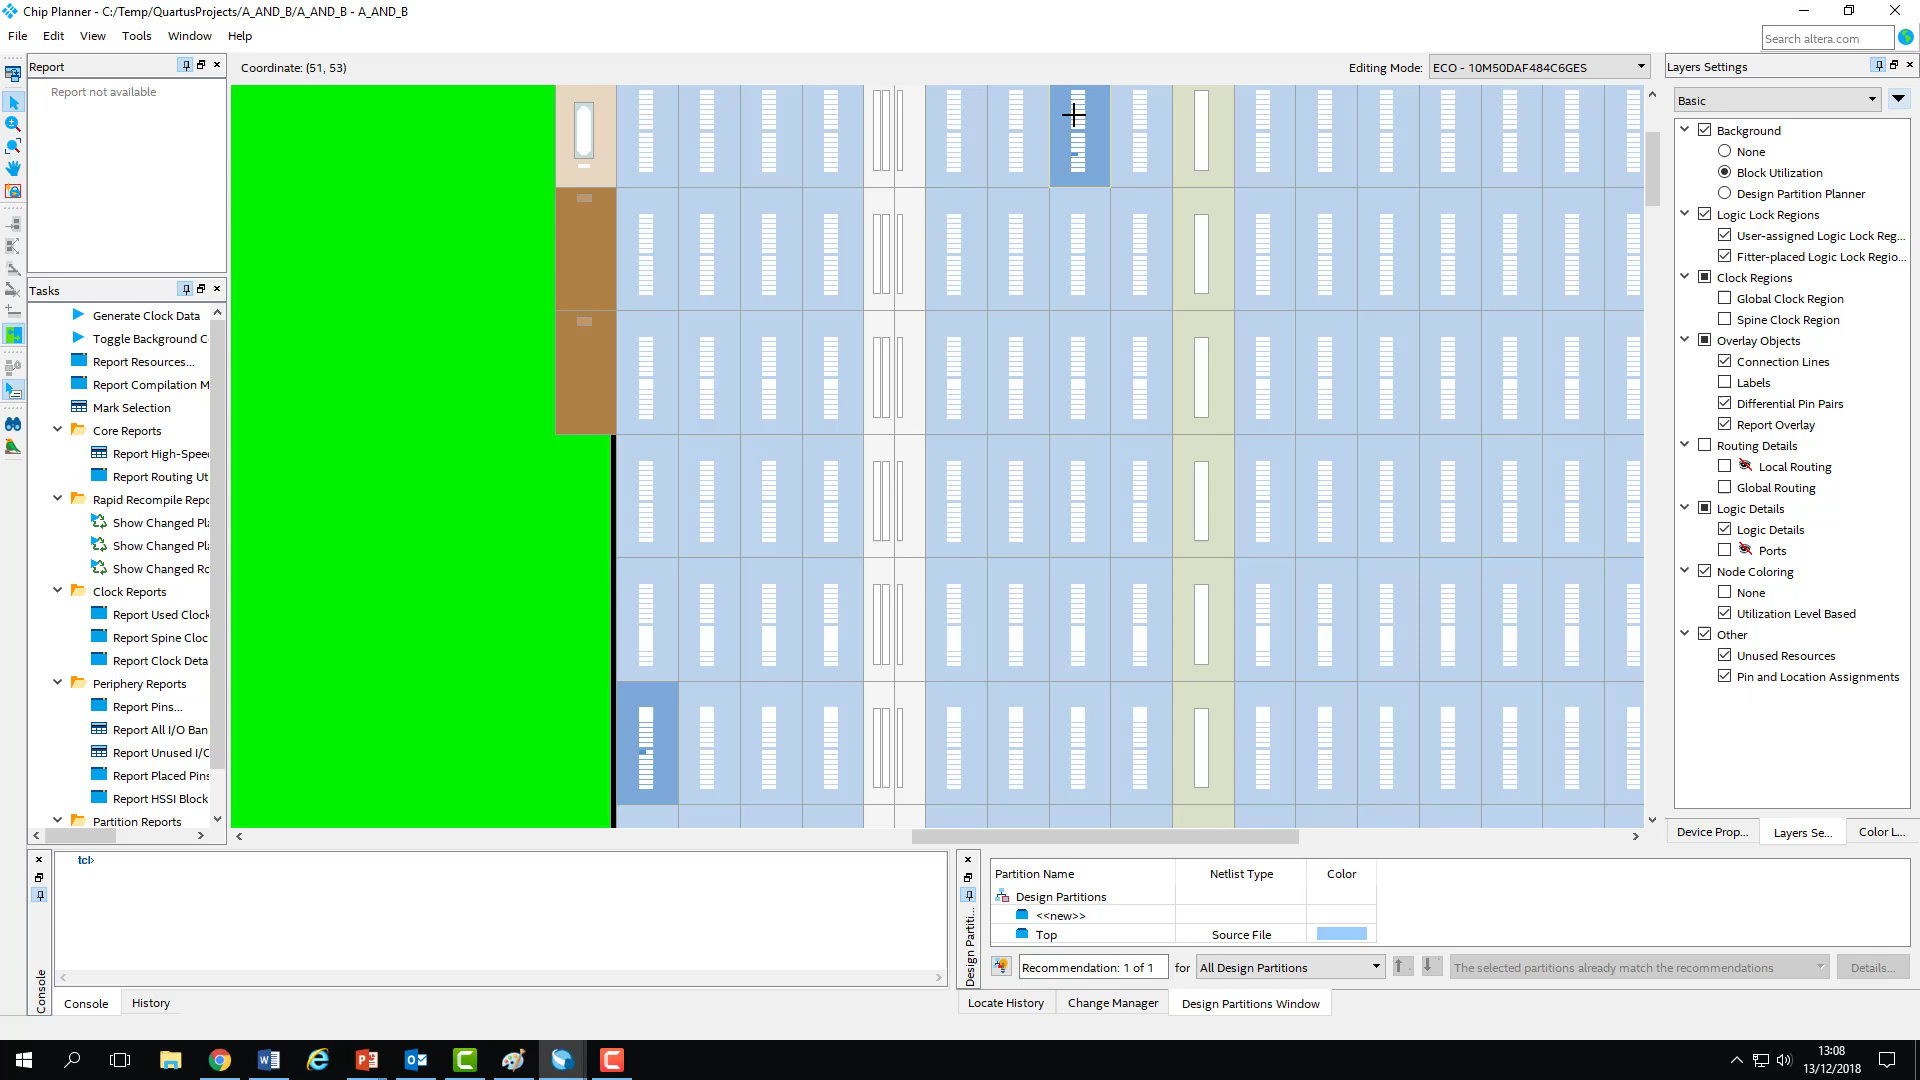 Chip Planner - C:/Temp/QuartusProjects/A_AND_B/A_AND_B - A_AND_B
File Edit View Tools Window Help
Search altera.com
Report
Report not available
Coordinate: (51, 53)
Editing Mode: ECO - 10M50DAF484C6GES
Layers Settings
Basic
Background
None
Block Utilization
Design Partition Planner
Logic Lock Regions
User-assigned Logic Lock Reg...
Fitter-placed Logic Lock Regio...
Clock Regions
Global Clock Region
Spine Clock Region
Overlay Objects
Connection Lines
Labels
Differential Pin Pairs
Report Overlay
Routing Details
Local Routing
Global Routing
Logic Details
Logic Details
Ports
Node Coloring
None
Utilization Level Based
Other
Unused Resources
Pin and Location Assignments
Device Prop... Layers Se... Color L...
Tasks
Generate Clock Data
Toggle Background C
Report Resources...
Report Compilation M
Mark Selection
Core Reports
Report High-Speed
Report Routing Ut
Rapid Recompile Repo
Show Changed Pl
Show Changed Pl
Show Changed Ro
Clock Reports
Report Used Clock
Report Spine Cloc
Report Clock Deta
Periphery Reports
Report Pins...
Report All I/O Ban
Report Unused I/O
Report Placed Pins
Report HSSI Block
Partition Reports
tcl>
Console
Console History
Design Partiti...
Partition Name Netlist Type Color
Design Partitions
<<new>>
Top Source File
Recommendation: 1 of 1 for All Design Partitions The selected partitions already match the recommendations Details...
Locate History Change Manager Design Partitions Window
13:08
13/12/2018